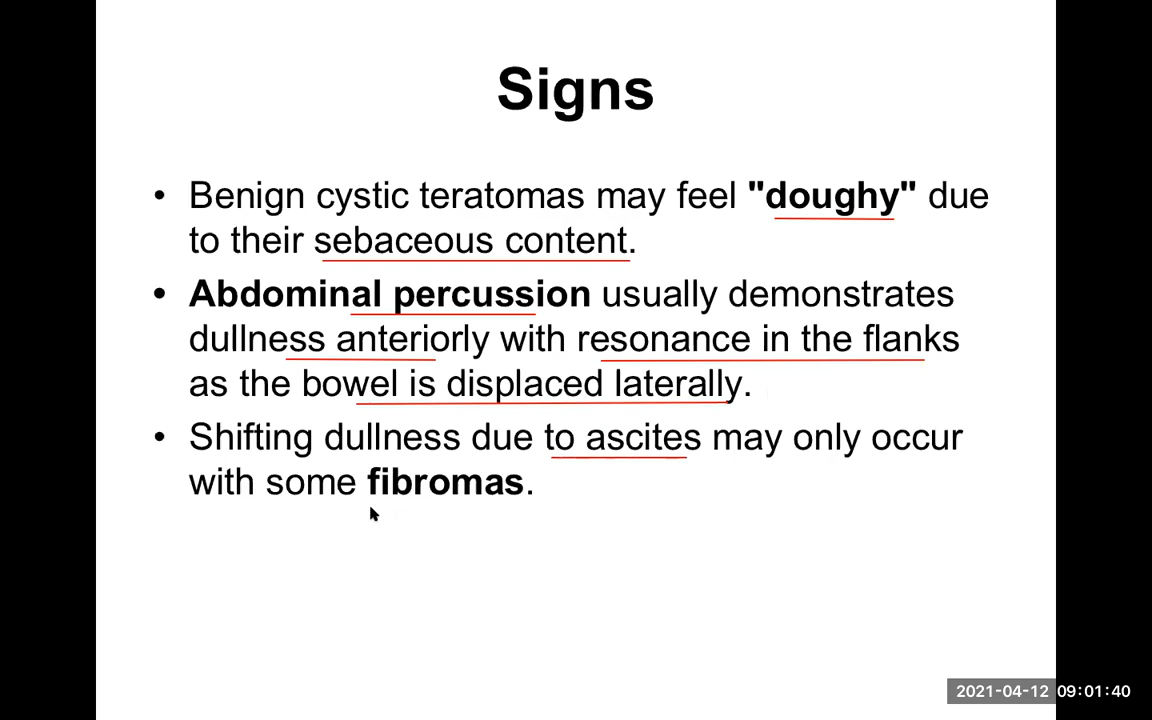 Signs
• Benign cystic teratomas may feel "doughy" due
to their sebaceous content.
• Abdominal percussion usually demonstrates
dullness anteriorly with resonance in the flanks
as the bowel is displaced laterally.
• Shifting dullness due to ascites may only occur
with some fibromas.
2021-04-12 09:01:40